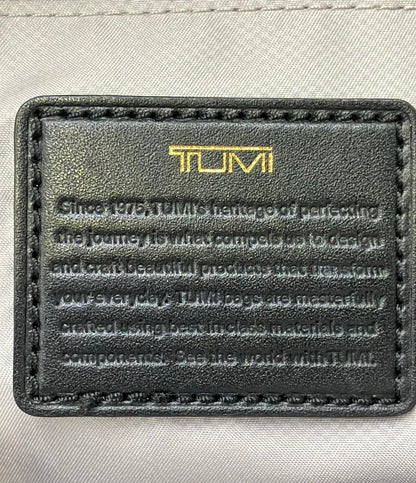 TUMI
Since 1975, TUMI's heritage of perfecting
the journey is what compels us to design
and craft beautiful products that transform
your everyday. TUMI bags are masterfully
crafted using best in class materials and
components. See the world with TUMI.